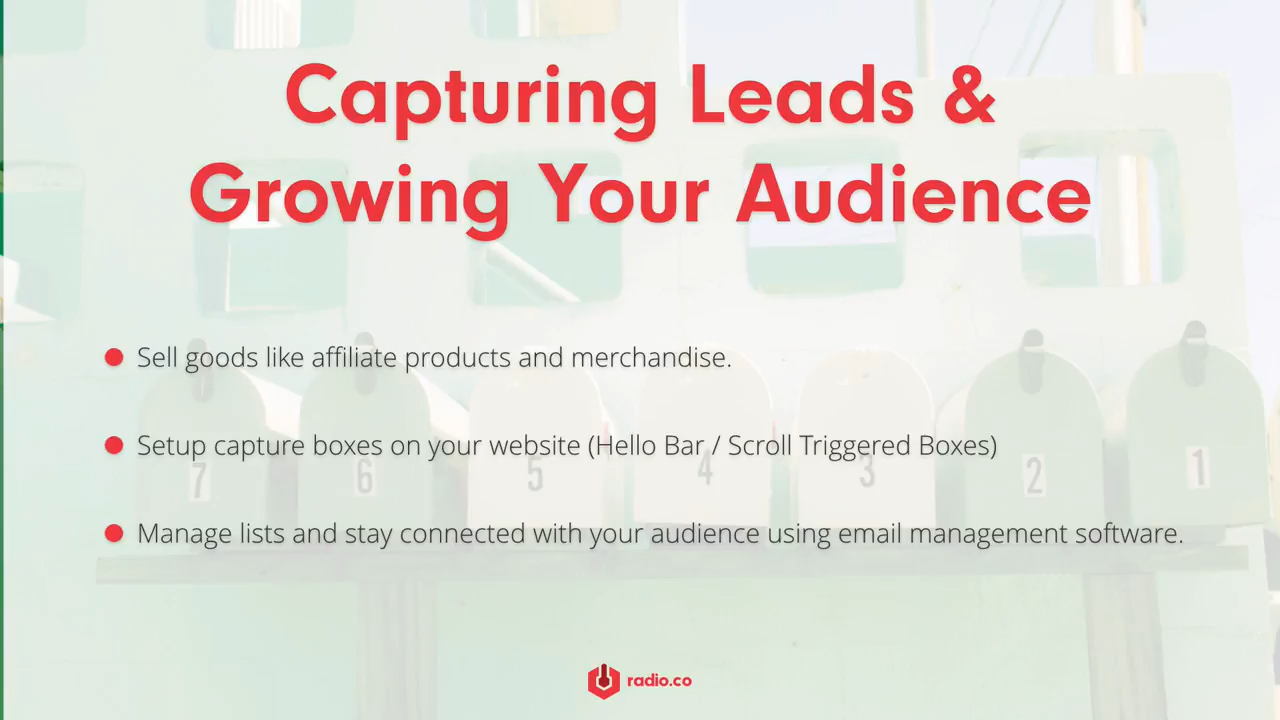 Capturing Leads &
Growing Your Audience
Sell goods like affiliate products and merchandise.
Setup capture boxes on your website (Hello Bar / Scroll Triggered Boxes)
7 6 5 4 3 2 1
Manage lists and stay connected with your audience using email management software.
radio.co